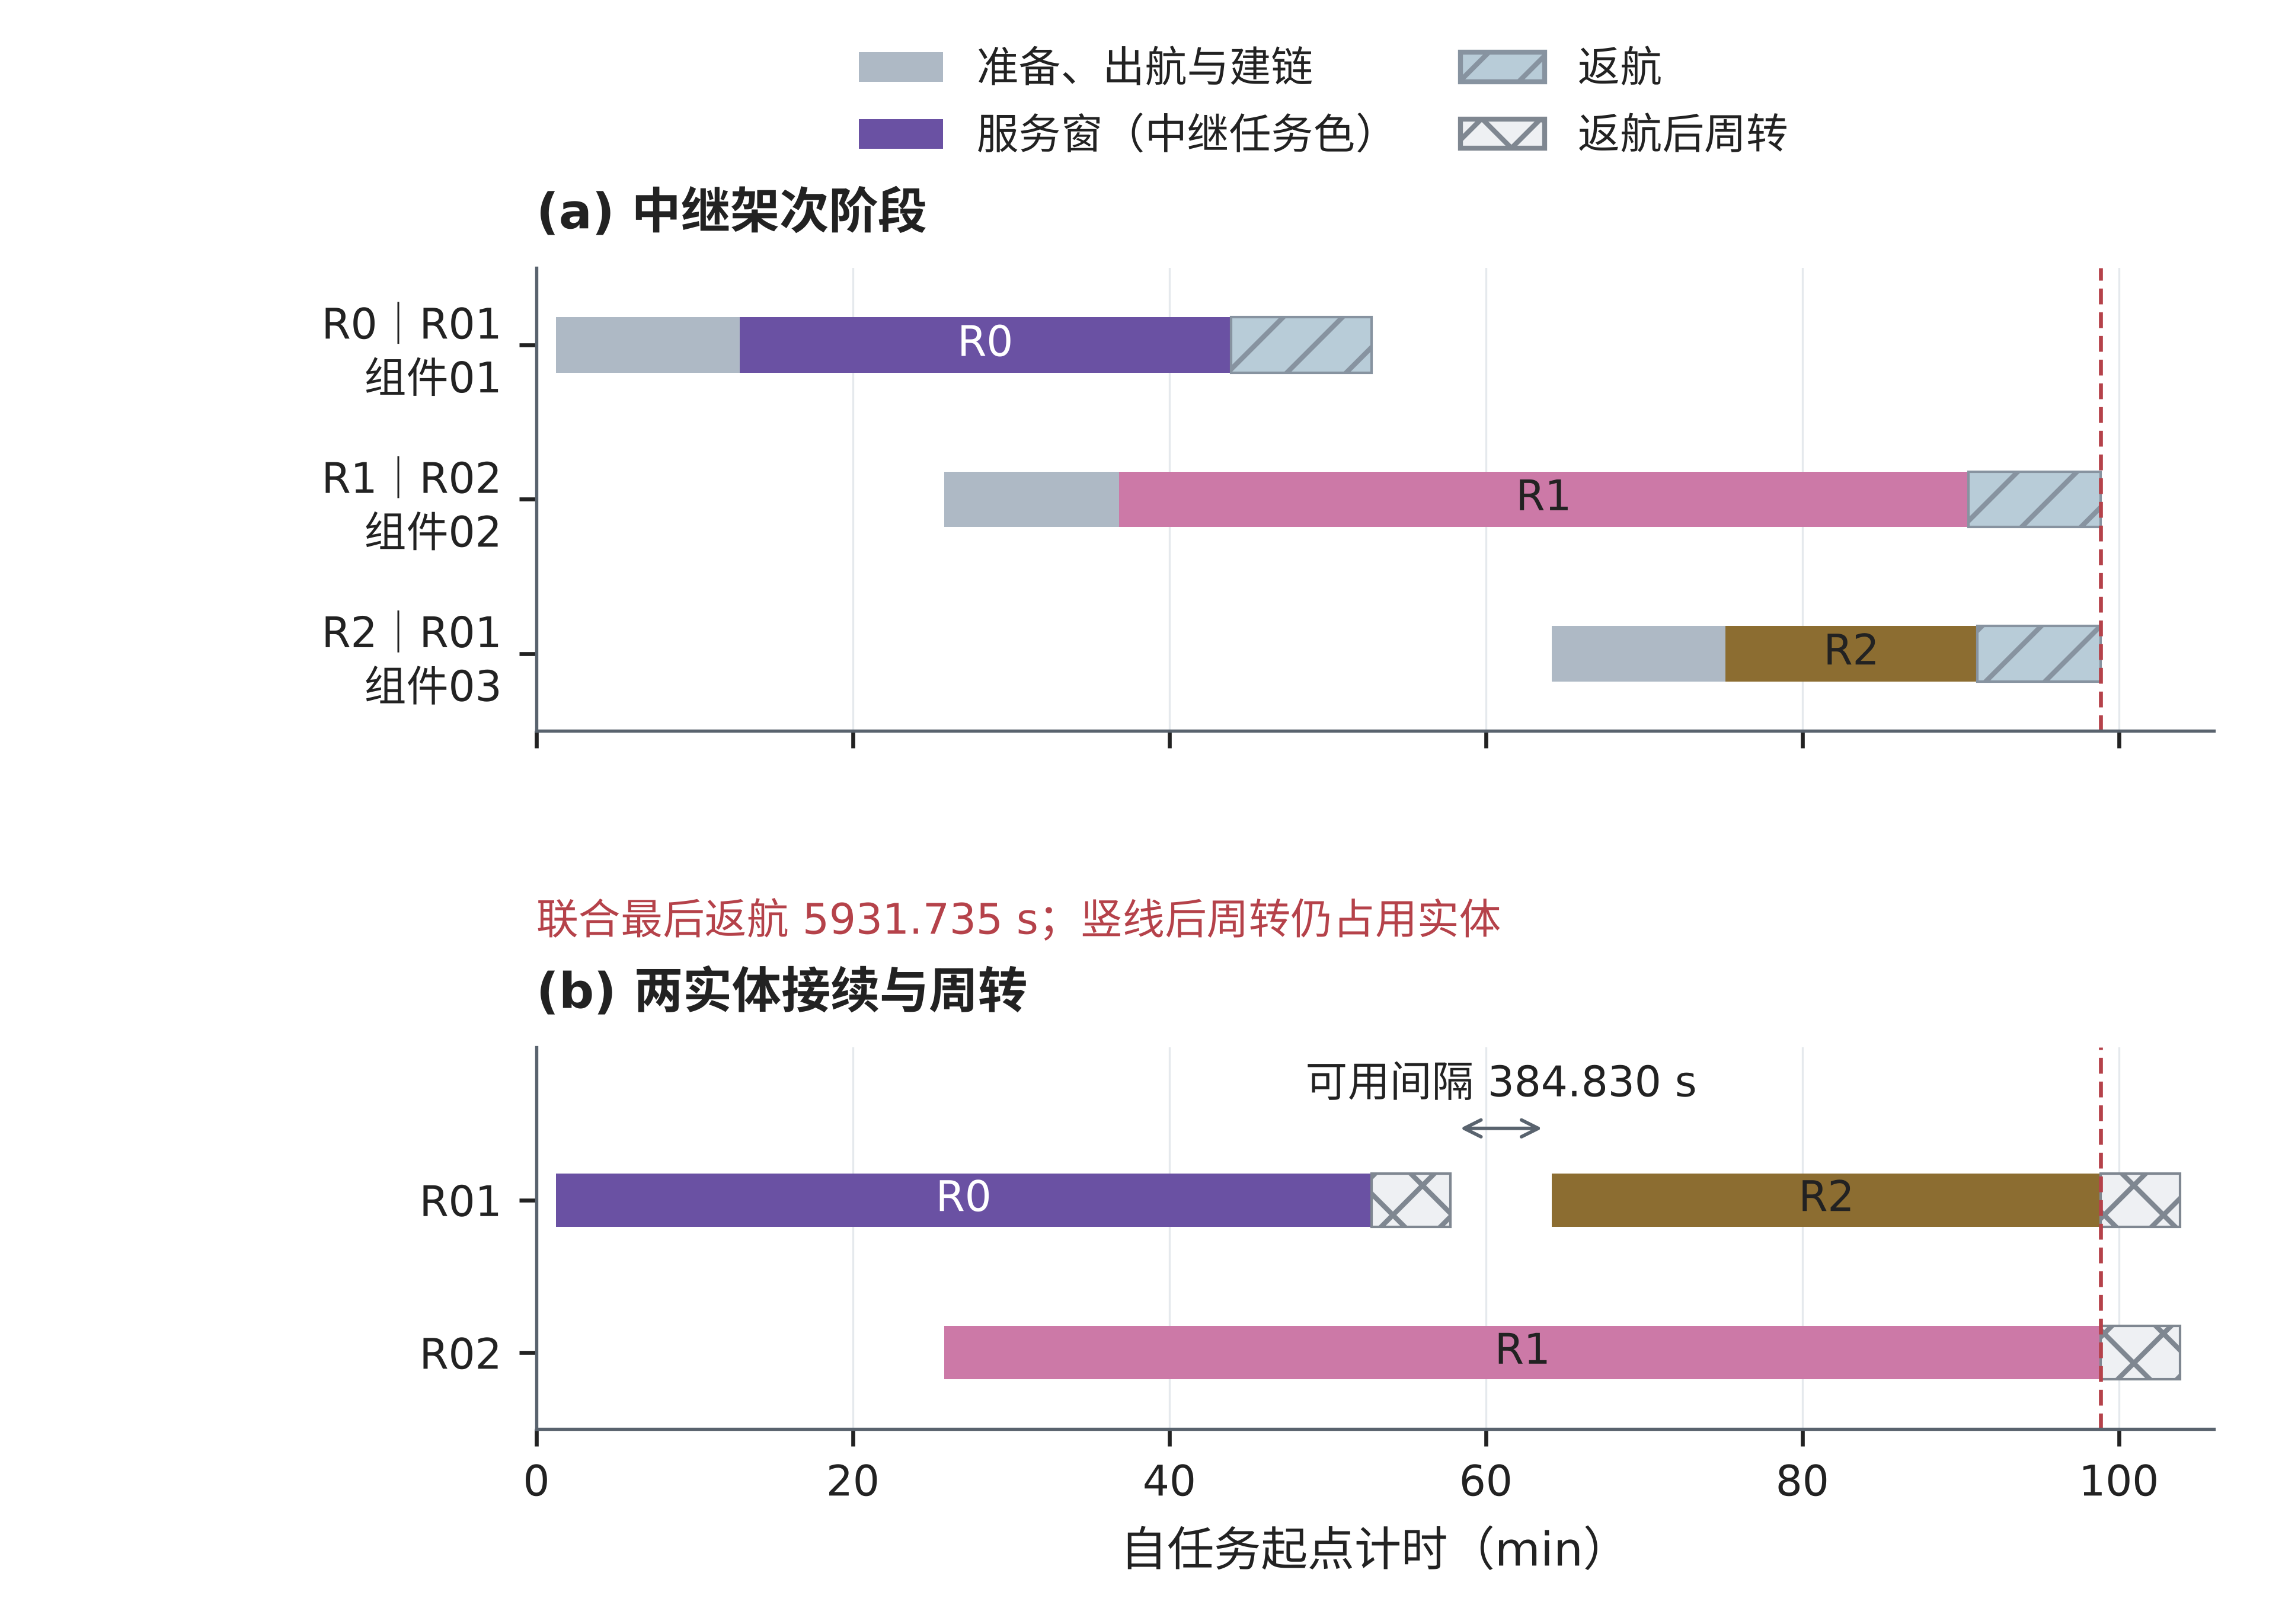 准备、出航与建链
返航
服务窗（中继任务色）
返航后周转
(a) 中继架次阶段
R0｜R01
组件01
R0
R1｜R02
组件02
R1
R2｜R01
组件03
R2
联合最后返航 5931.735 s；竖线后周转仍占用实体
(b) 两实体接续与周转
可用间隔 384.830 s
R01
R0
R2
R02
R1
0 20 40 60 80 100
自任务起点计时（min）